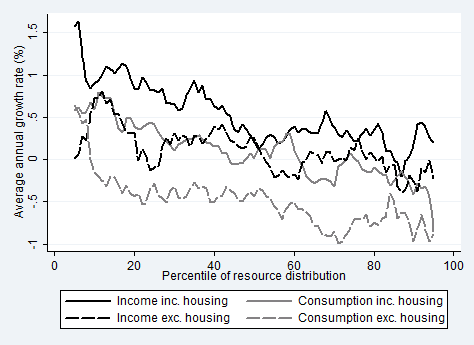 Average annual growth rate (%)
1.5
1
.5
0
-.5
-1
0 20 40 60 80 100
Percentile of resource distribution
Income inc. housing Consumption inc. housing
Income exc. housing Consumption exc. housing